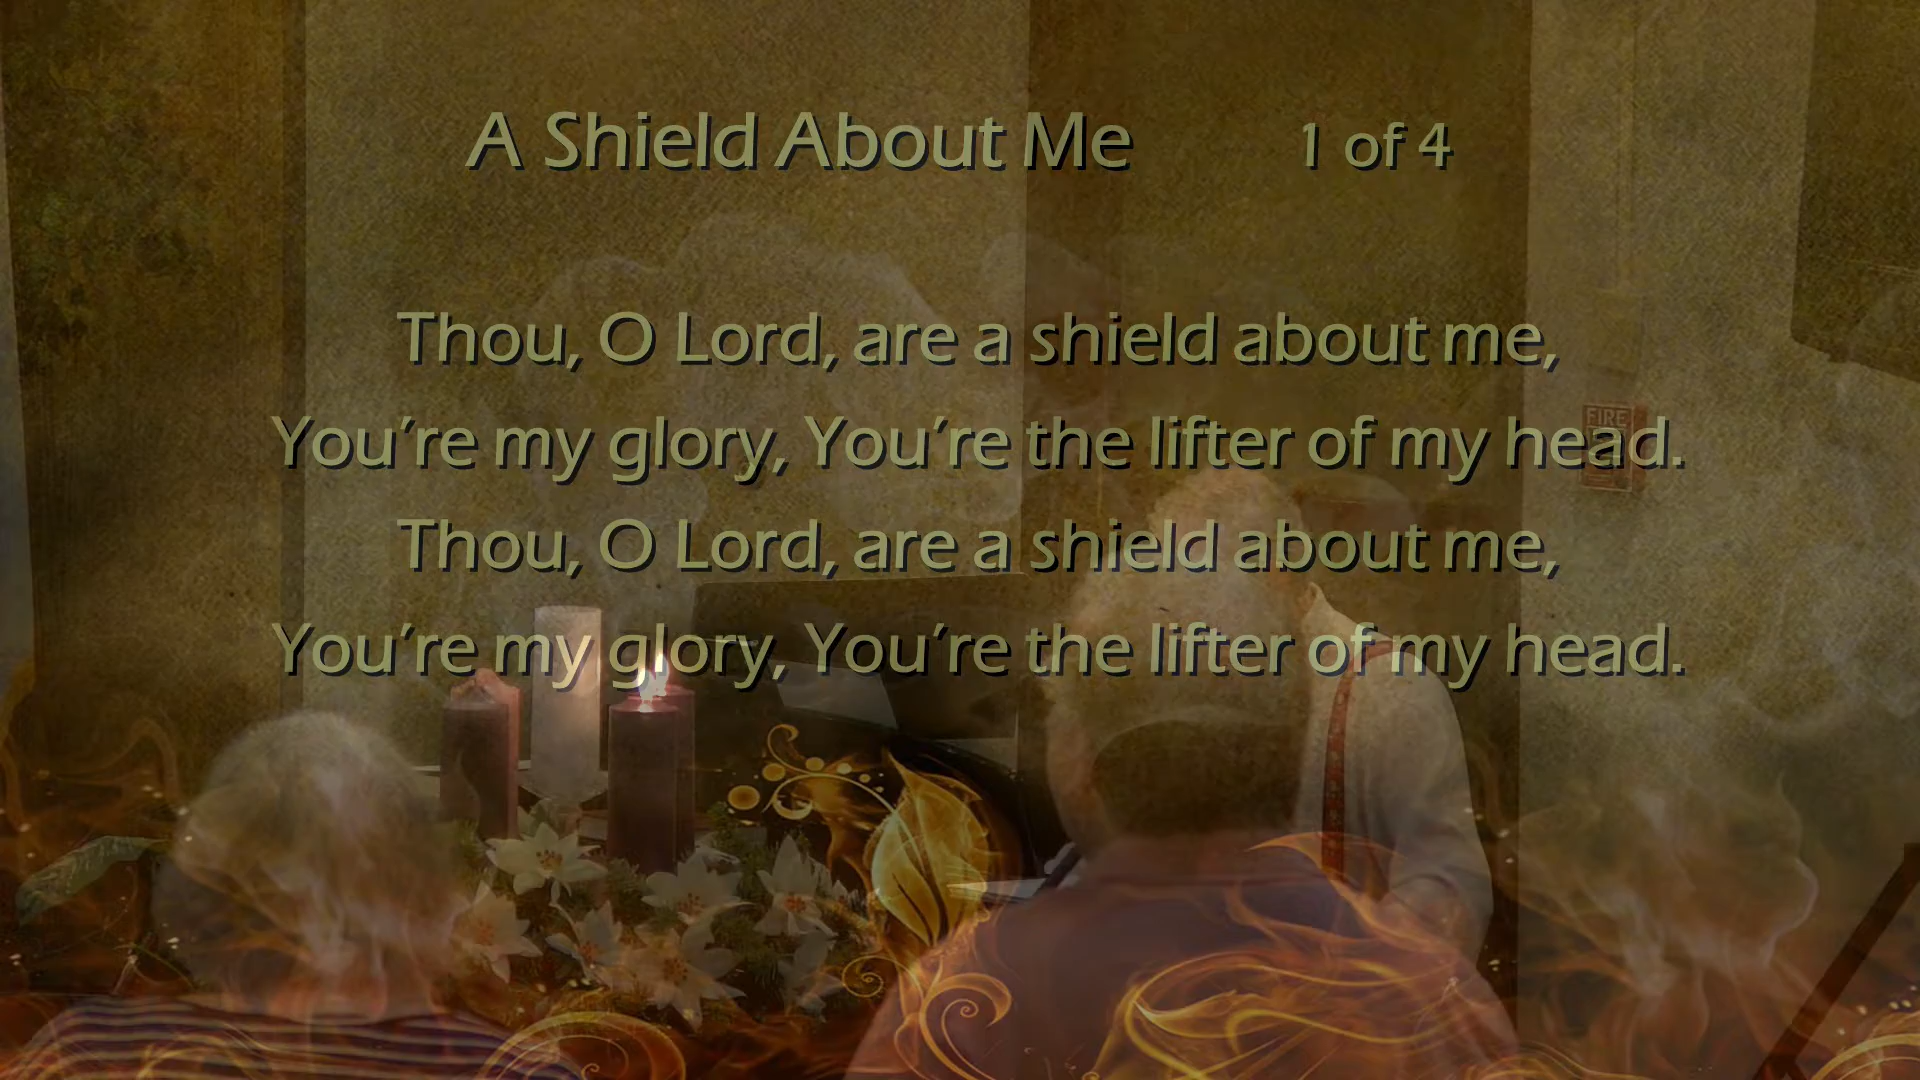 A Shield About Me 1 of 4
Thou, O Lord, are a shield about me,
You're my glory, You're the lifter of my head.
FIRE
Thou, O Lord, are a shield about me,
You're my glory, You're the lifter of my head.